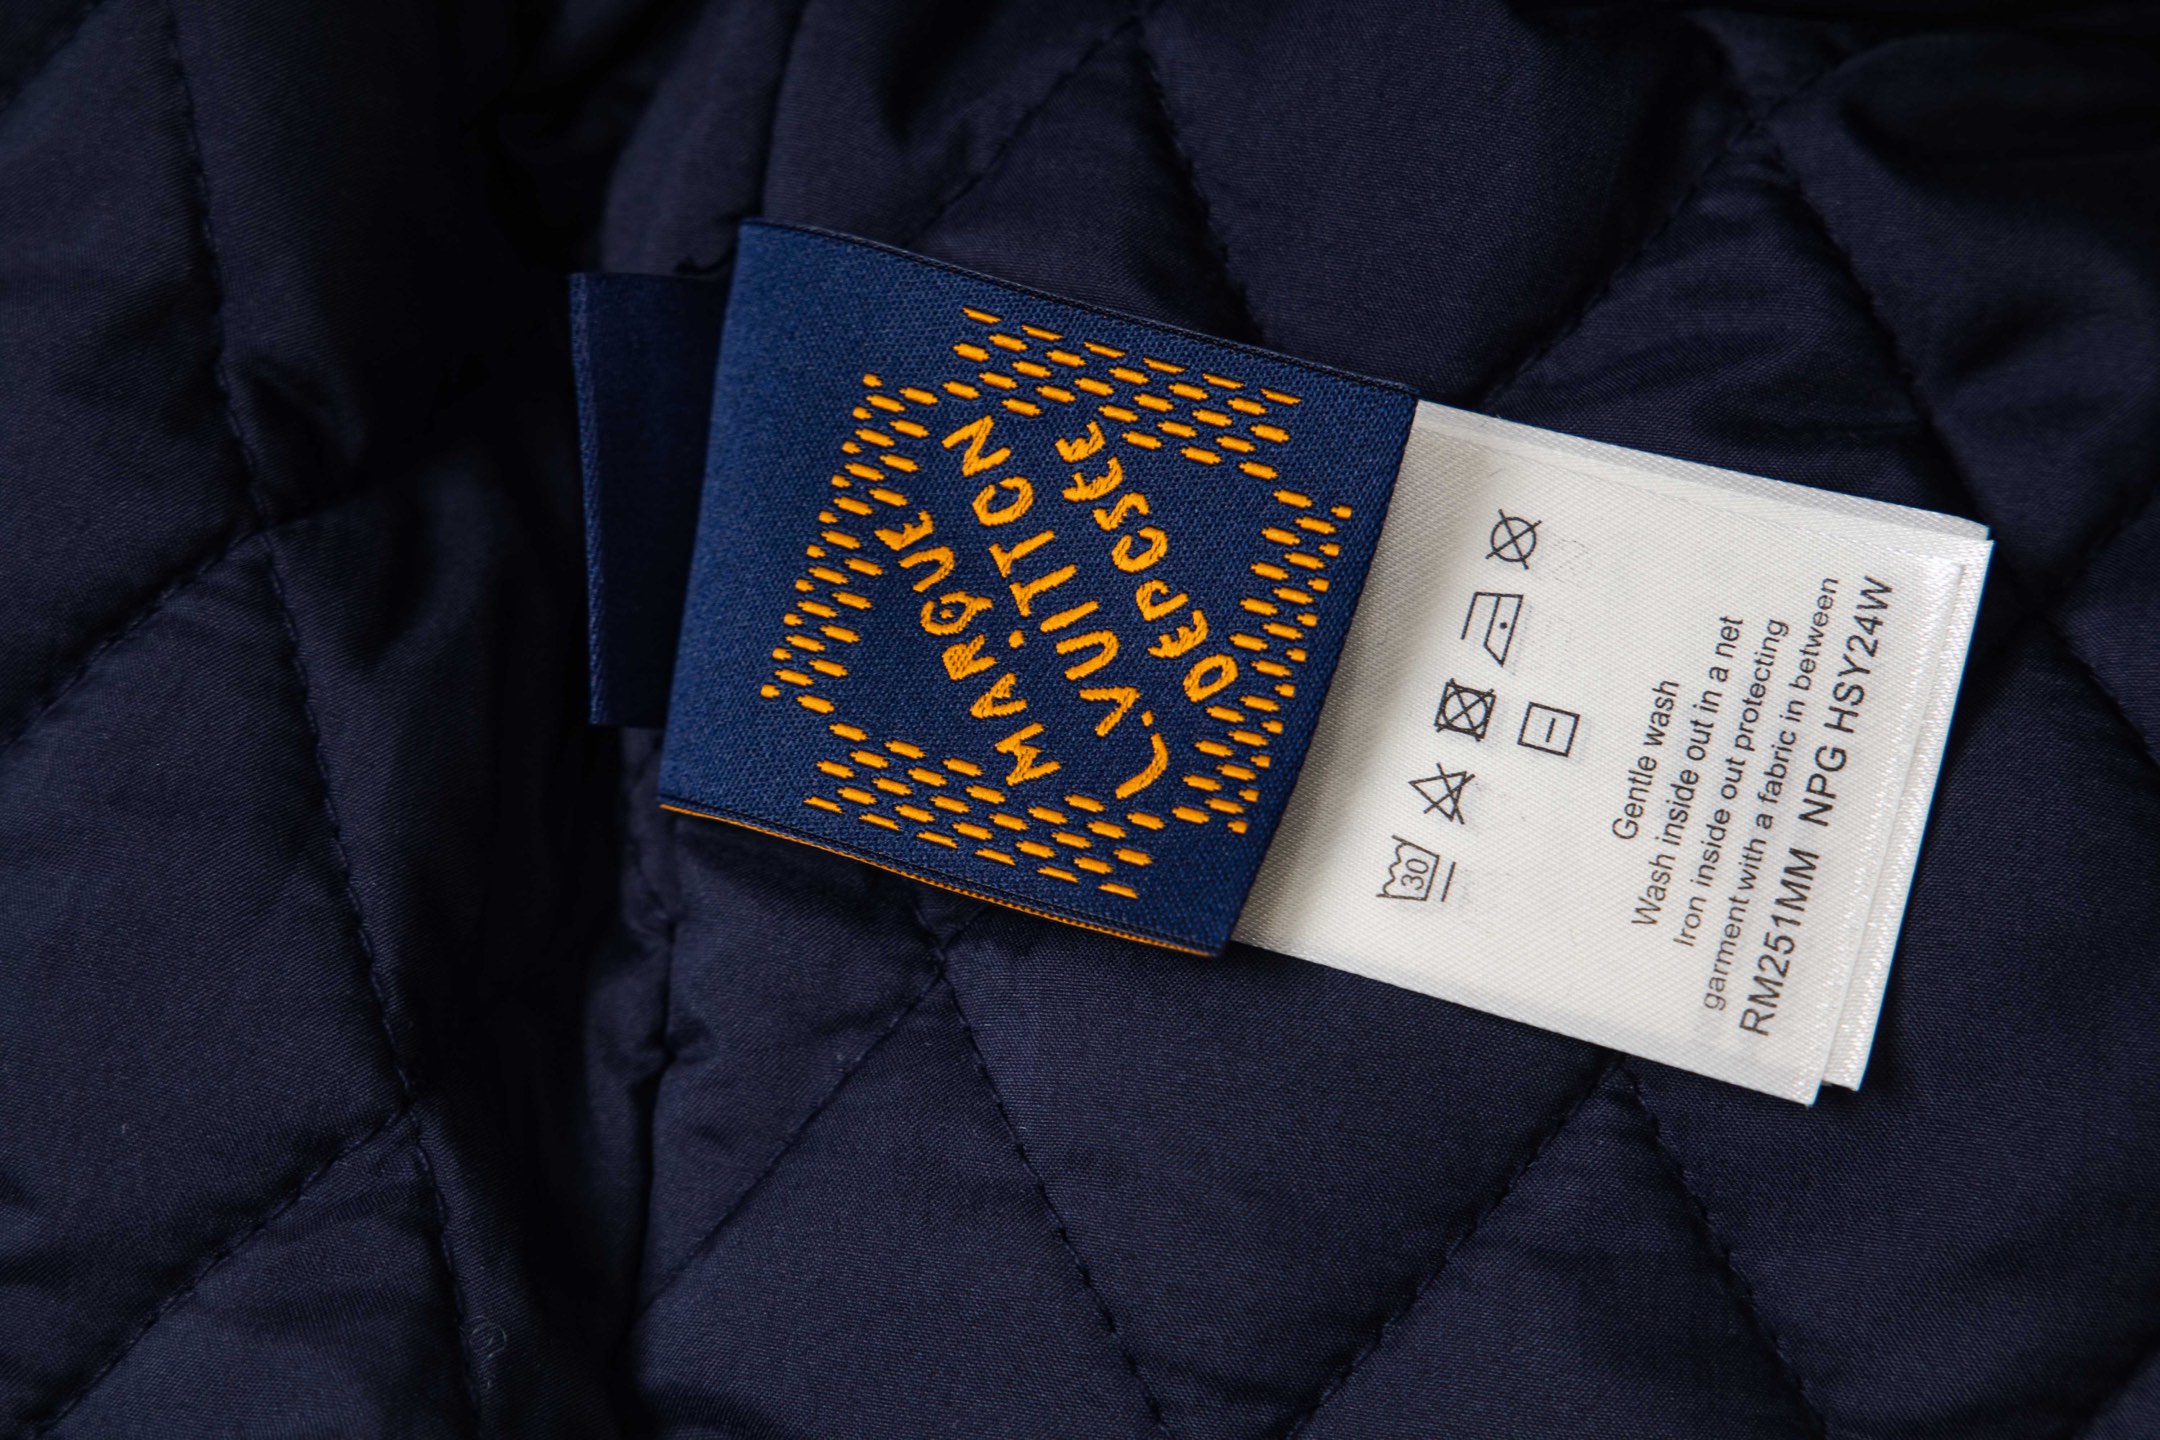 MARQUE
L.VUITTON
DEPOSEE
30
Gentle wash
Wash inside out in a net
Iron inside out protecting
garment with a fabric in between
RM251MM NPG HSY24W